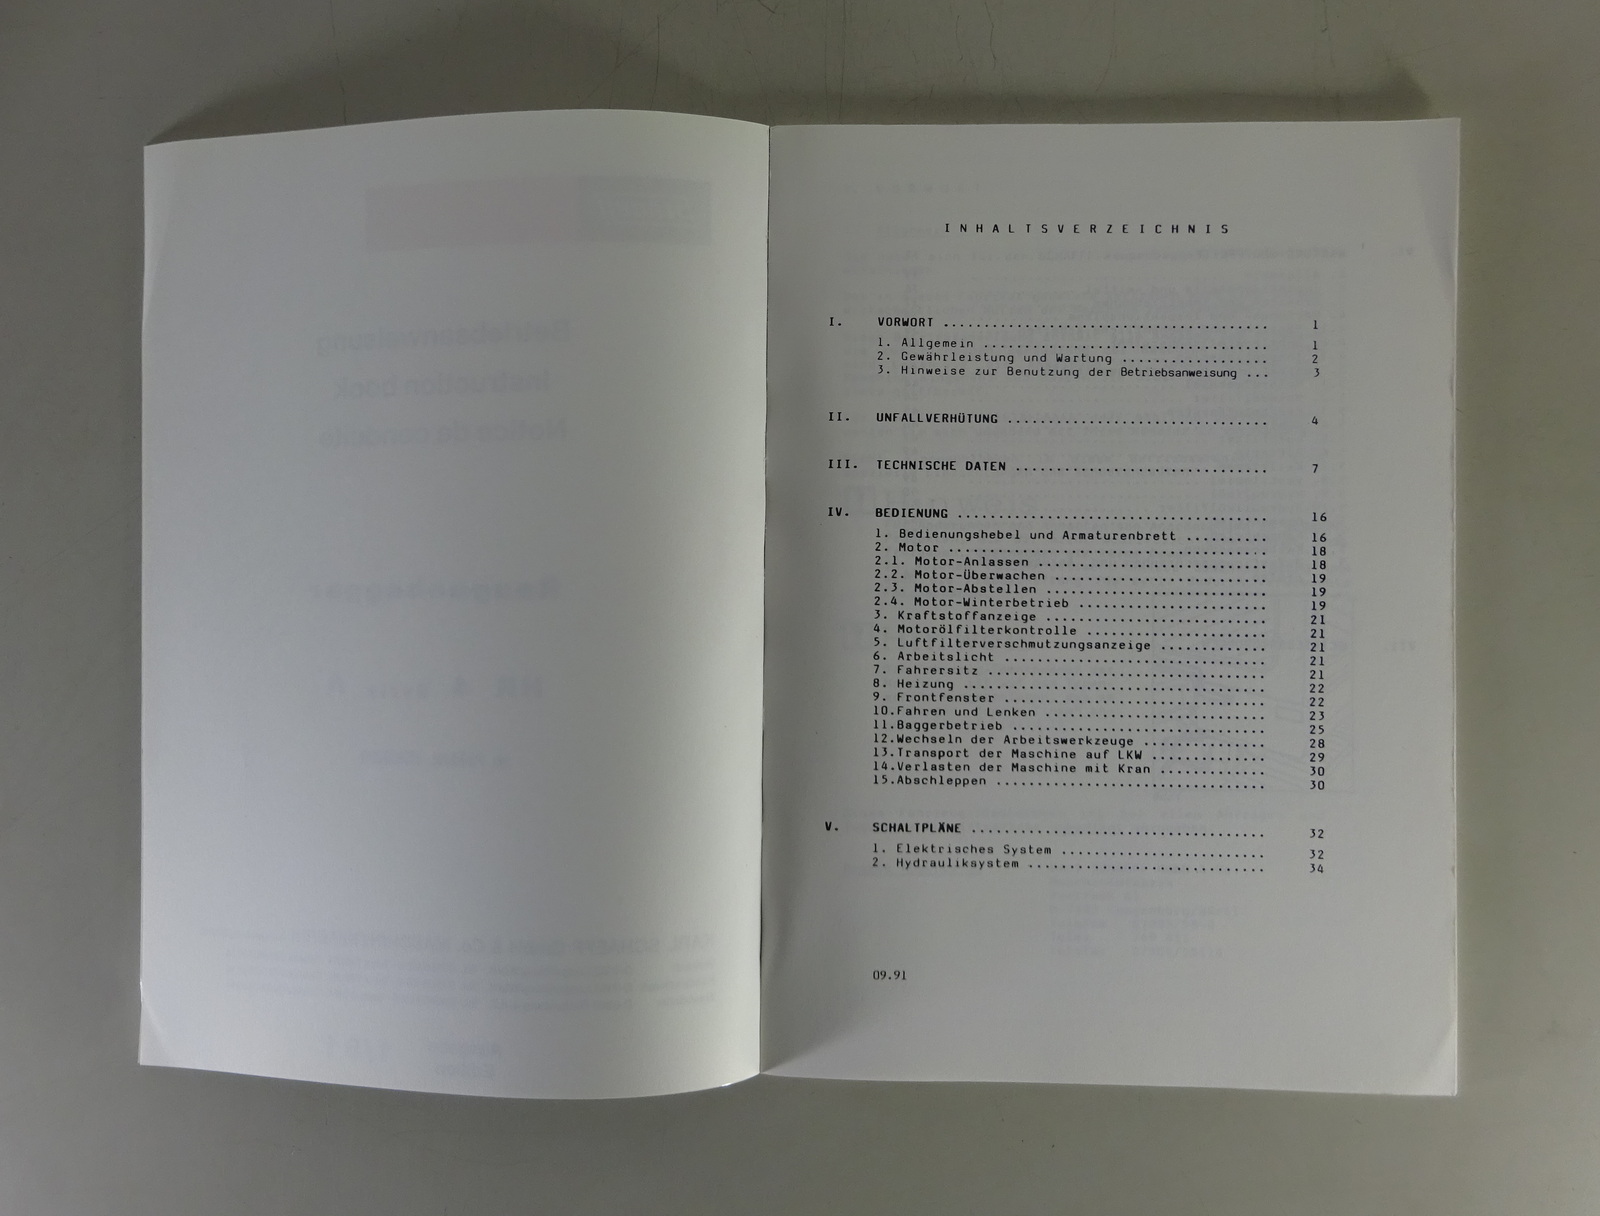 INHALTSVERZEICHNIS
I. VORWORT ........................................ 1
1. Allgemein ................................... 1
2. Gewährleistung und Wartung .................. 2
3. Hinweise zur Benutzung der Betriebsanweisung ... 3
II. UNFALLVERHÜTUNG ................................ 4
III. TECHNISCHE DATEN ............................... 7
IV. BEDIENUNG ...................................... 16
1. Bedienungshebel und Armaturenbrett .......... 16
2. Motor ....................................... 18
2.1. Motor-Anlassen ............................ 18
2.2. Motor-Überwachen .......................... 19
2.3. Motor-Abstellen ........................... 19
2.4. Motor-Winterbetrieb ....................... 19
3. Kraftstoffanzeige ........................... 21
4. Motorölfilterkontrolle ...................... 21
5. Luftfilterverschmutzungsanzeige ............. 21
6. Arbeitslicht ................................ 21
7. Fahrersitz .................................. 21
8. Heizung ..................................... 22
9. Frontfenster ................................ 22
10.Fahren und Lenken ........................... 23
11.Baggerbetrieb ............................... 25
12.Wechseln der Arbeitswerkzeuge ............... 28
13.Transport der Maschine auf LKW .............. 29
14.Verlasten der Maschine mit Kran ............. 30
15.Abschleppen ................................. 30
V. SCHALTPLÄNE .................................... 32
1. Elektrisches System ......................... 32
2. Hydrauliksystem ............................. 34
09.91